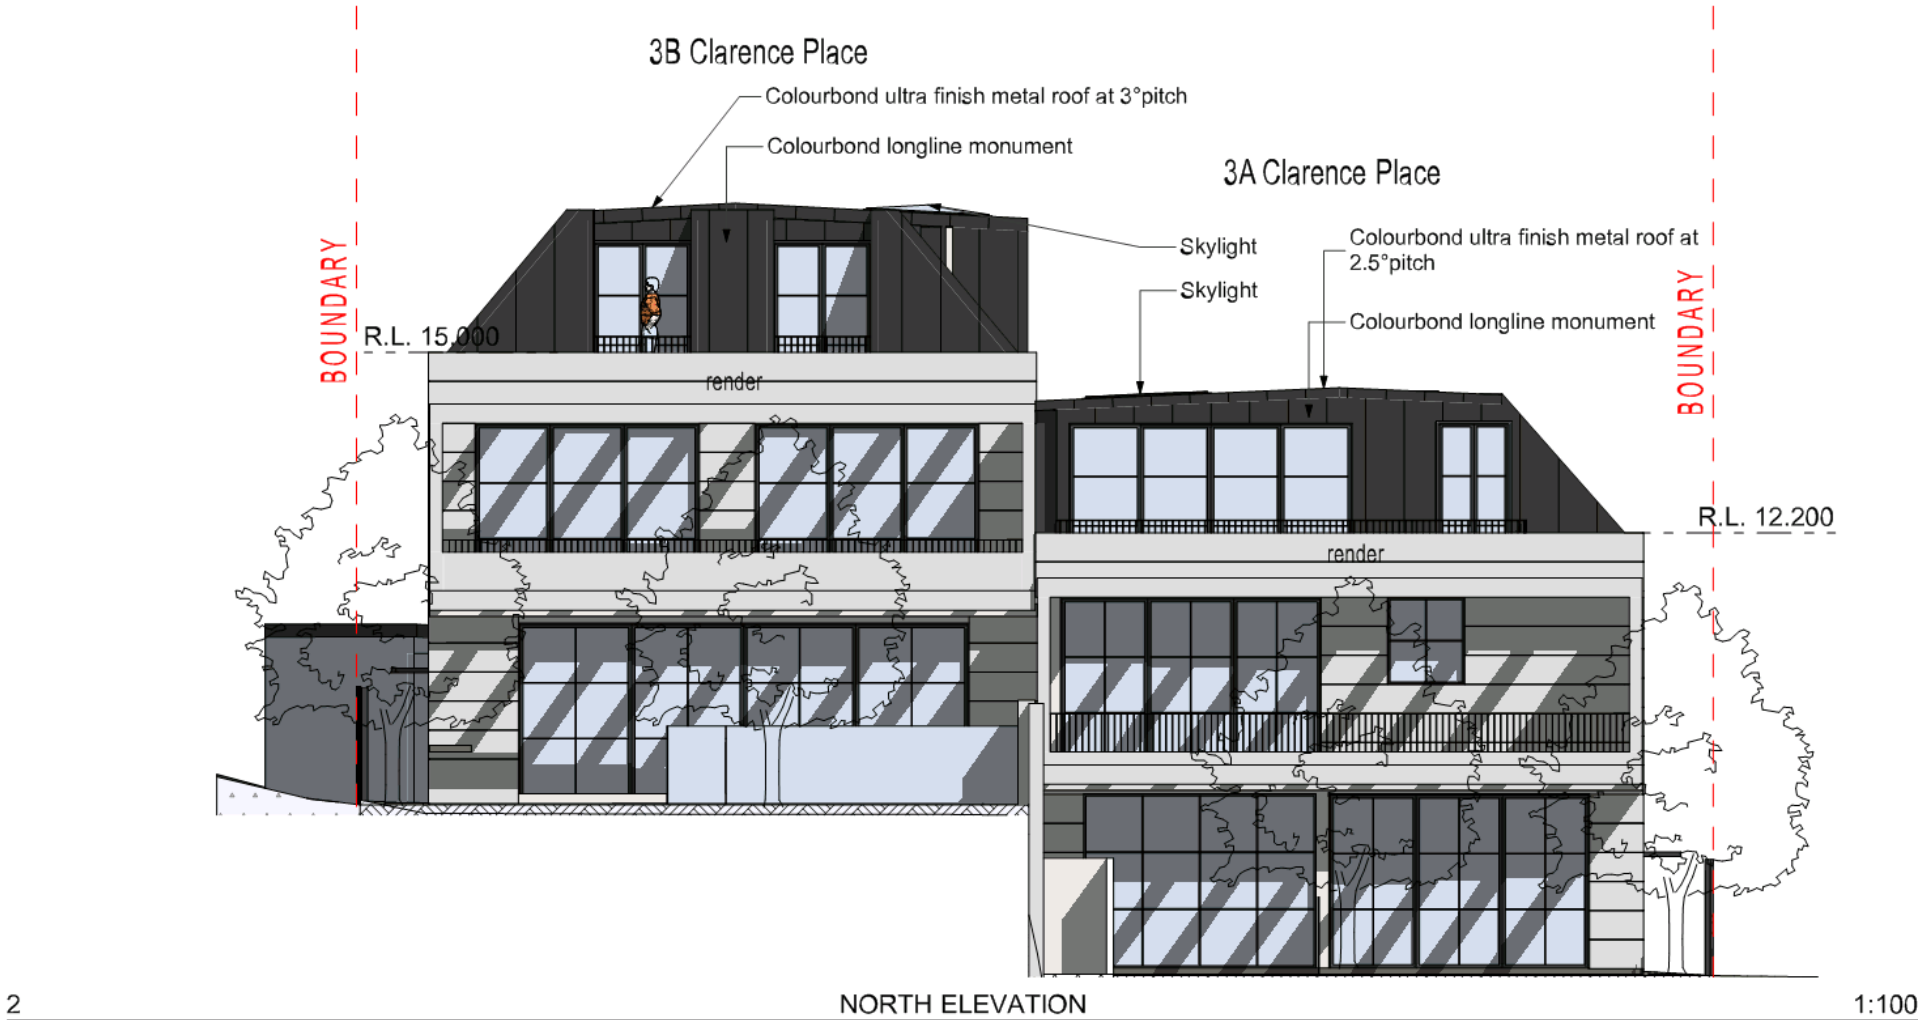 3B Clarence Place
Colourbond ultra finish metal roof at 3°pitch
Colourbond longline monument
3A Clarence Place
Skylight
Colourbond ultra finish metal roof at
2.5°pitch
Skylight
Colourbond longline monument
BOUNDARY
BOUNDARY
R.L. 15.000
render
R.L. 12.200
render
2
NORTH ELEVATION
1:100